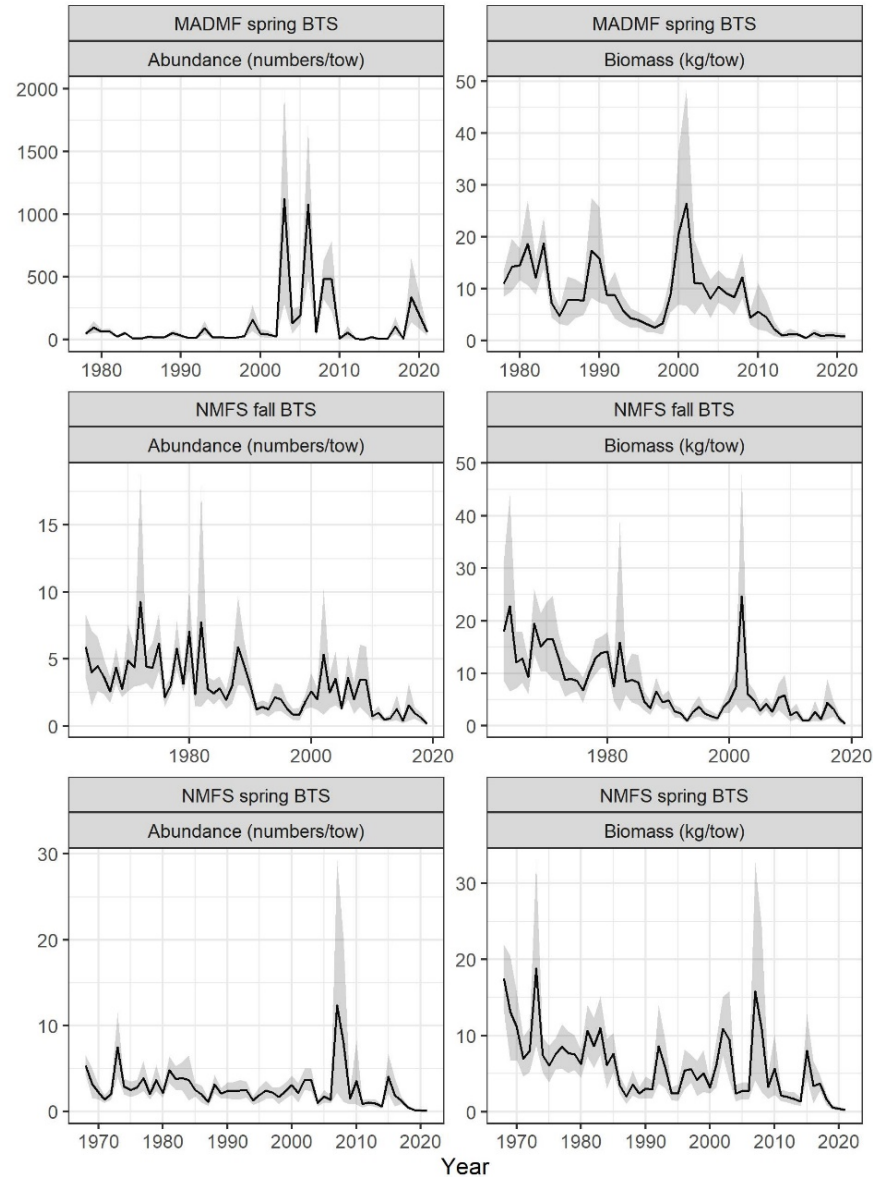 MADMF spring BTS
Abundance (numbers/tow)
2000
1500
1000
500
0
1980 1990 2000 2010 2020
MADMF spring BTS
Biomass (kg/tow)
50
40
30
20
10
0
1980 1990 2000 2010 2020
NMFS fall BTS
Abundance (numbers/tow)
15
10
5
0
1980 2000 2020
NMFS fall BTS
Biomass (kg/tow)
50
40
30
20
10
0
1980 2000 2020
NMFS spring BTS
Abundance (numbers/tow)
30
20
10
0
1970 1980 1990 2000 2010 2020
NMFS spring BTS
Biomass (kg/tow)
30
20
10
0
1970 1980 1990 2000 2010 2020
Year